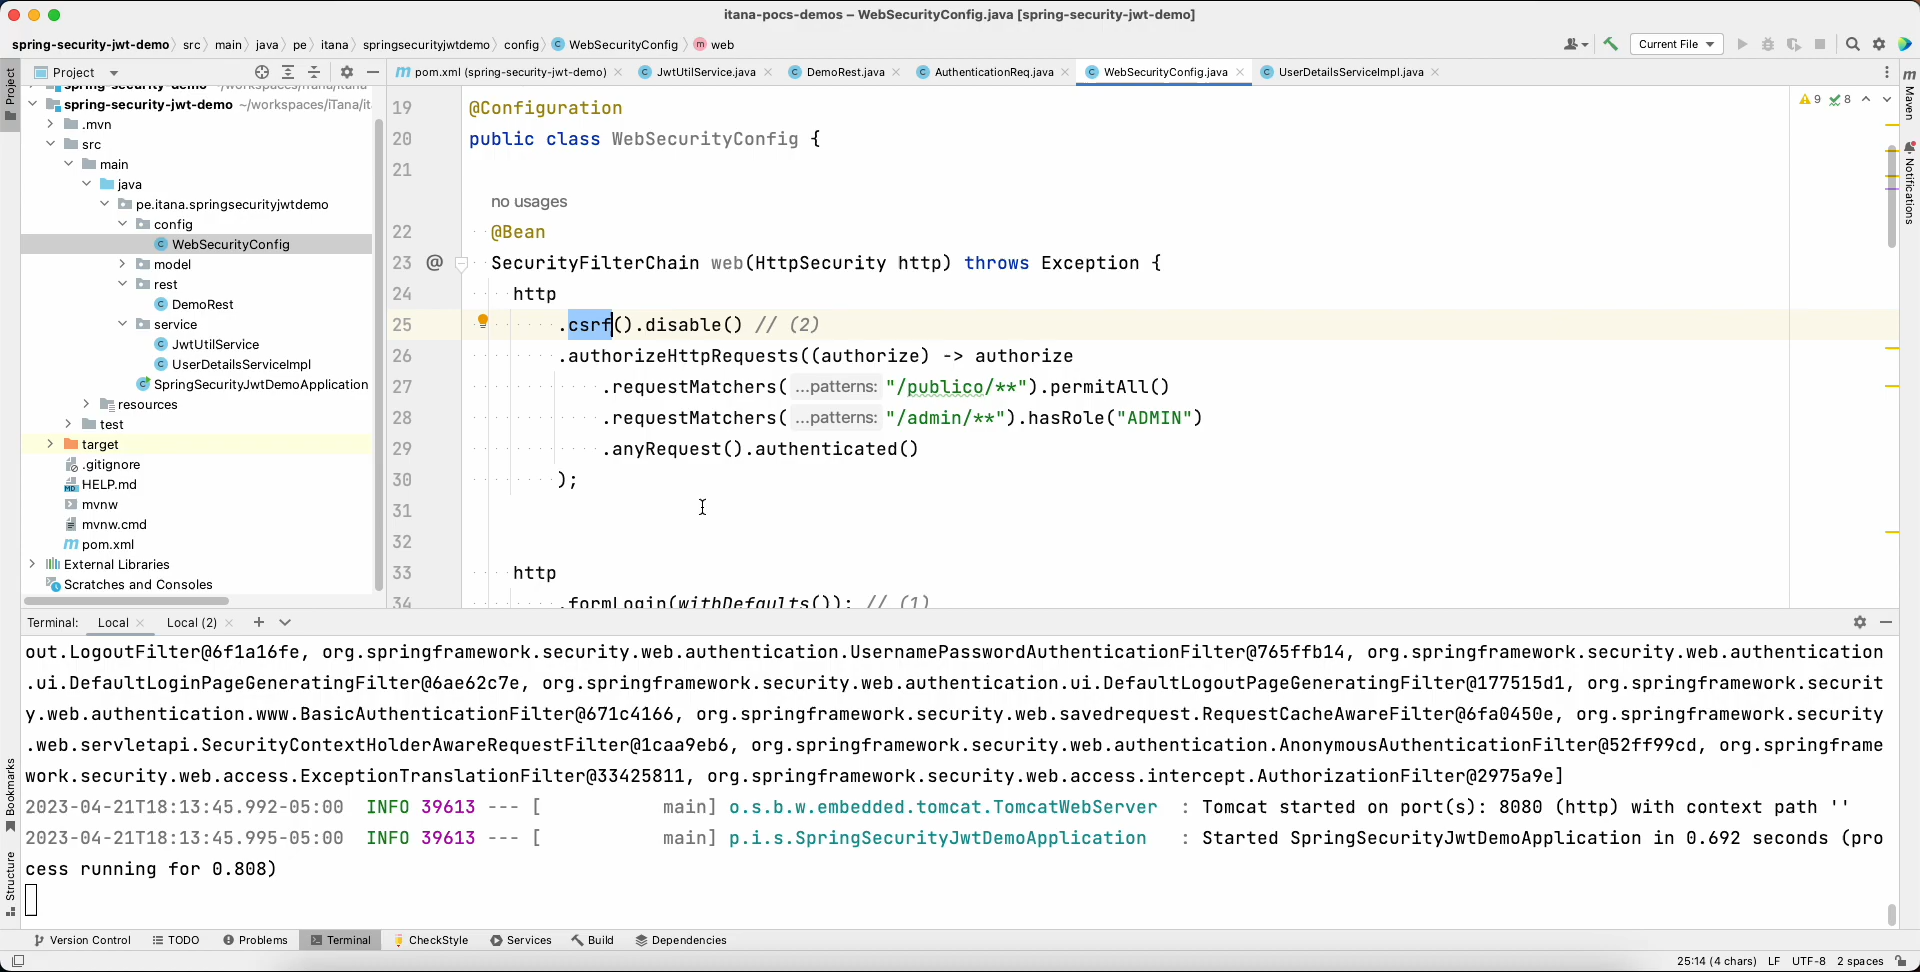 itana-pocs-demos – WebSecurityConfig.java [spring-security-jwt-demo]
spring-security-jwt-demo src main java pe itana springsecurityjwtdemo config WebSecurityConfig web
Current File
Project
pom.xml (spring-security-jwt-demo)
JwtUtilService.java
DemoRest.java
AuthenticationReq.java
WebSecurityConfig.java
UserDetailsServiceImpl.java
Project
Maven
Notifications
spring-security-jwt-demo ~/workspaces/iTana/it
.mvn
src
main
java
pe.itana.springsecurityjwtdemo
config
WebSecurityConfig
model
rest
DemoRest
service
JwtUtilService
UserDetailsServiceImpl
SpringSecurityJwtDemoApplication
resources
test
target
.gitignore
HELP.md
mvnw
mvnw.cmd
pom.xml
External Libraries
Scratches and Consoles
9 8
19 @Configuration
20 public class WebSecurityConfig {
21
no usages
22 @Bean
23 @ SecurityFilterChain web(HttpSecurity http) throws Exception {
24 http
25 .csrf().disable() // (2)
26 .authorizeHttpRequests((authorize) -> authorize
27 .requestMatchers( ...patterns: "/publico/**").permitAll()
28 .requestMatchers( ...patterns: "/admin/**").hasRole("ADMIN")
29 .anyRequest().authenticated()
30 );
31
32
33 http
34 .formLogin(withDefaults()); // (1)
Terminal: Local Local (2)
out.LogoutFilter@6f1a16fe, org.springframework.security.web.authentication.UsernamePasswordAuthenticationFilter@765ffb14, org.springframework.security.web.authentication
.ui.DefaultLoginPageGeneratingFilter@6ae62c7e, org.springframework.security.web.authentication.ui.DefaultLogoutPageGeneratingFilter@177515d1, org.springframework.securit
y.web.authentication.www.BasicAuthenticationFilter@671c4166, org.springframework.security.web.savedrequest.RequestCacheAwareFilter@6fa0450e, org.springframework.security
.web.servletapi.SecurityContextHolderAwareRequestFilter@1caa9eb6, org.springframework.security.web.authentication.AnonymousAuthenticationFilter@52ff99cd, org.springframe
work.security.web.access.ExceptionTranslationFilter@33425811, org.springframework.security.web.access.intercept.AuthorizationFilter@2975a9e]
2023-04-21T18:13:45.992-05:00 INFO 39613 --- [ main] o.s.b.w.embedded.tomcat.TomcatWebServer : Tomcat started on port(s): 8080 (http) with context path ''
2023-04-21T18:13:45.995-05:00 INFO 39613 --- [ main] p.i.s.SpringSecurityJwtDemoApplication : Started SpringSecurityJwtDemoApplication in 0.692 seconds (pro
cess running for 0.808)
Bookmarks
Structure
Version Control TODO Problems Terminal CheckStyle Services Build Dependencies
25:14 (4 chars) LF UTF-8 2 spaces